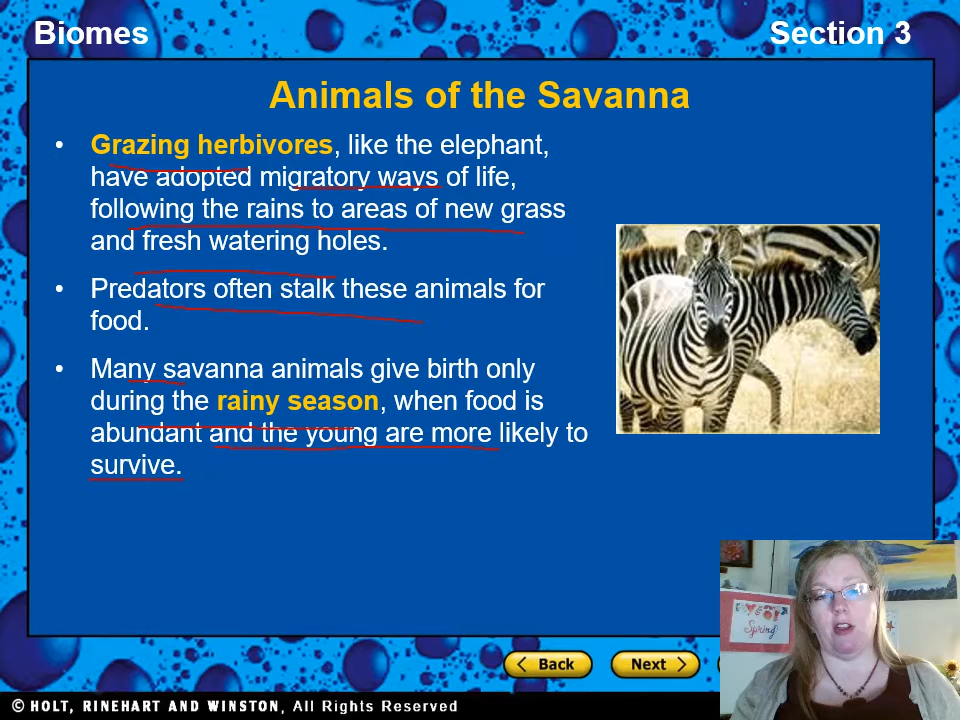 Biomes
Section 3
Animals of the Savanna
• Grazing herbivores, like the elephant,
have adopted migratory ways of life,
following the rains to areas of new grass
and fresh watering holes.
• Predators often stalk these animals for
food.
• Many savanna animals give birth only
during the rainy season, when food is
abundant and the young are more likely to
survive.
Spring
< Back
Next >
© HOLT, RINEHART AND WINSTON, All Rights Reserved